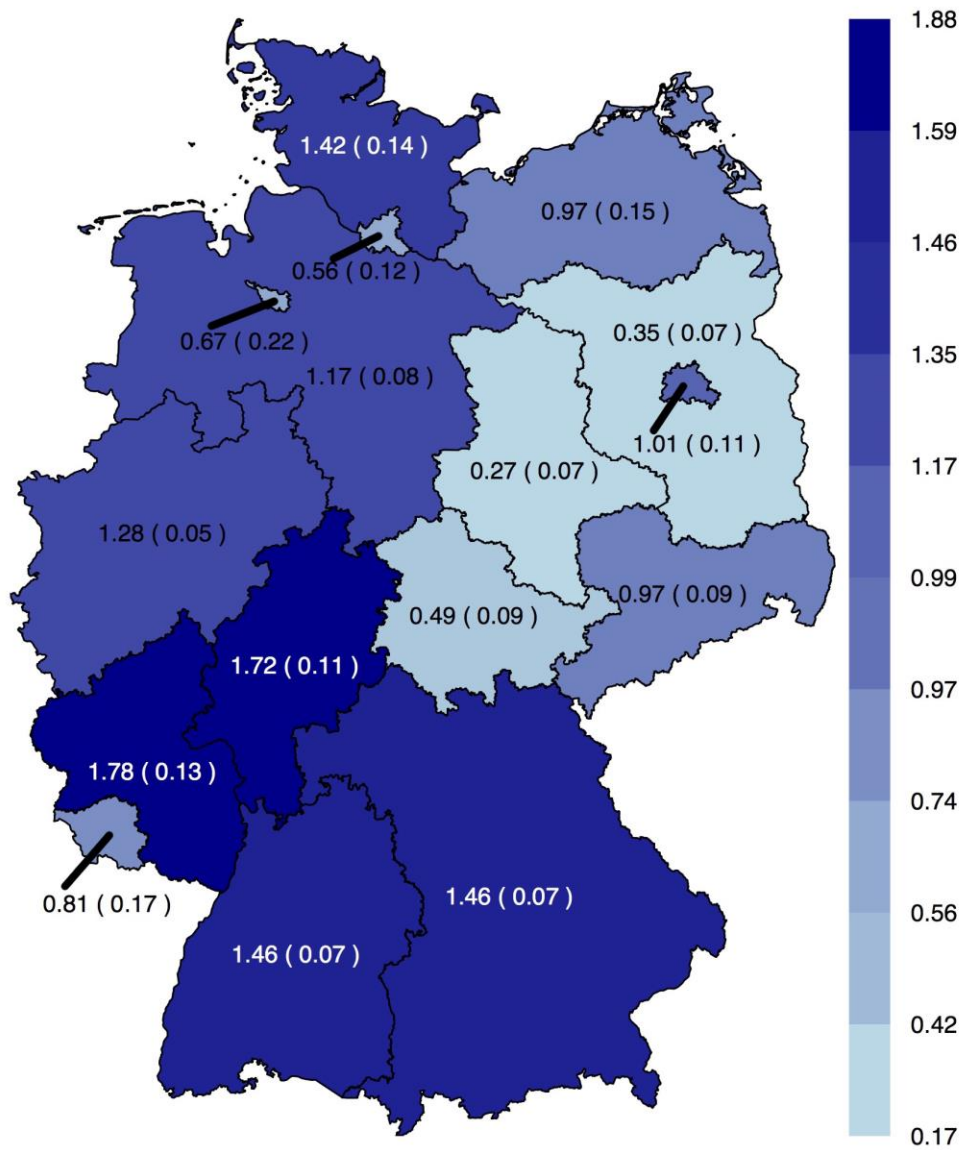 1.88
1.59
1.42 ( 0.14 )
0.97 ( 0.15 )
1.46
0.56 ( 0.12 )
0.67 ( 0.22 )
0.35 ( 0.07 )
1.35
1.17 ( 0.08 )
1.01 ( 0.11 )
1.17
0.27 ( 0.07 )
1.28 ( 0.05 )
0.99
0.97 ( 0.09 )
0.49 ( 0.09 )
1.72 ( 0.11 )
0.97
1.78 ( 0.13 )
0.74
0.81 ( 0.17 )
1.46 ( 0.07 )
0.56
1.46 ( 0.07 )
0.42
0.17